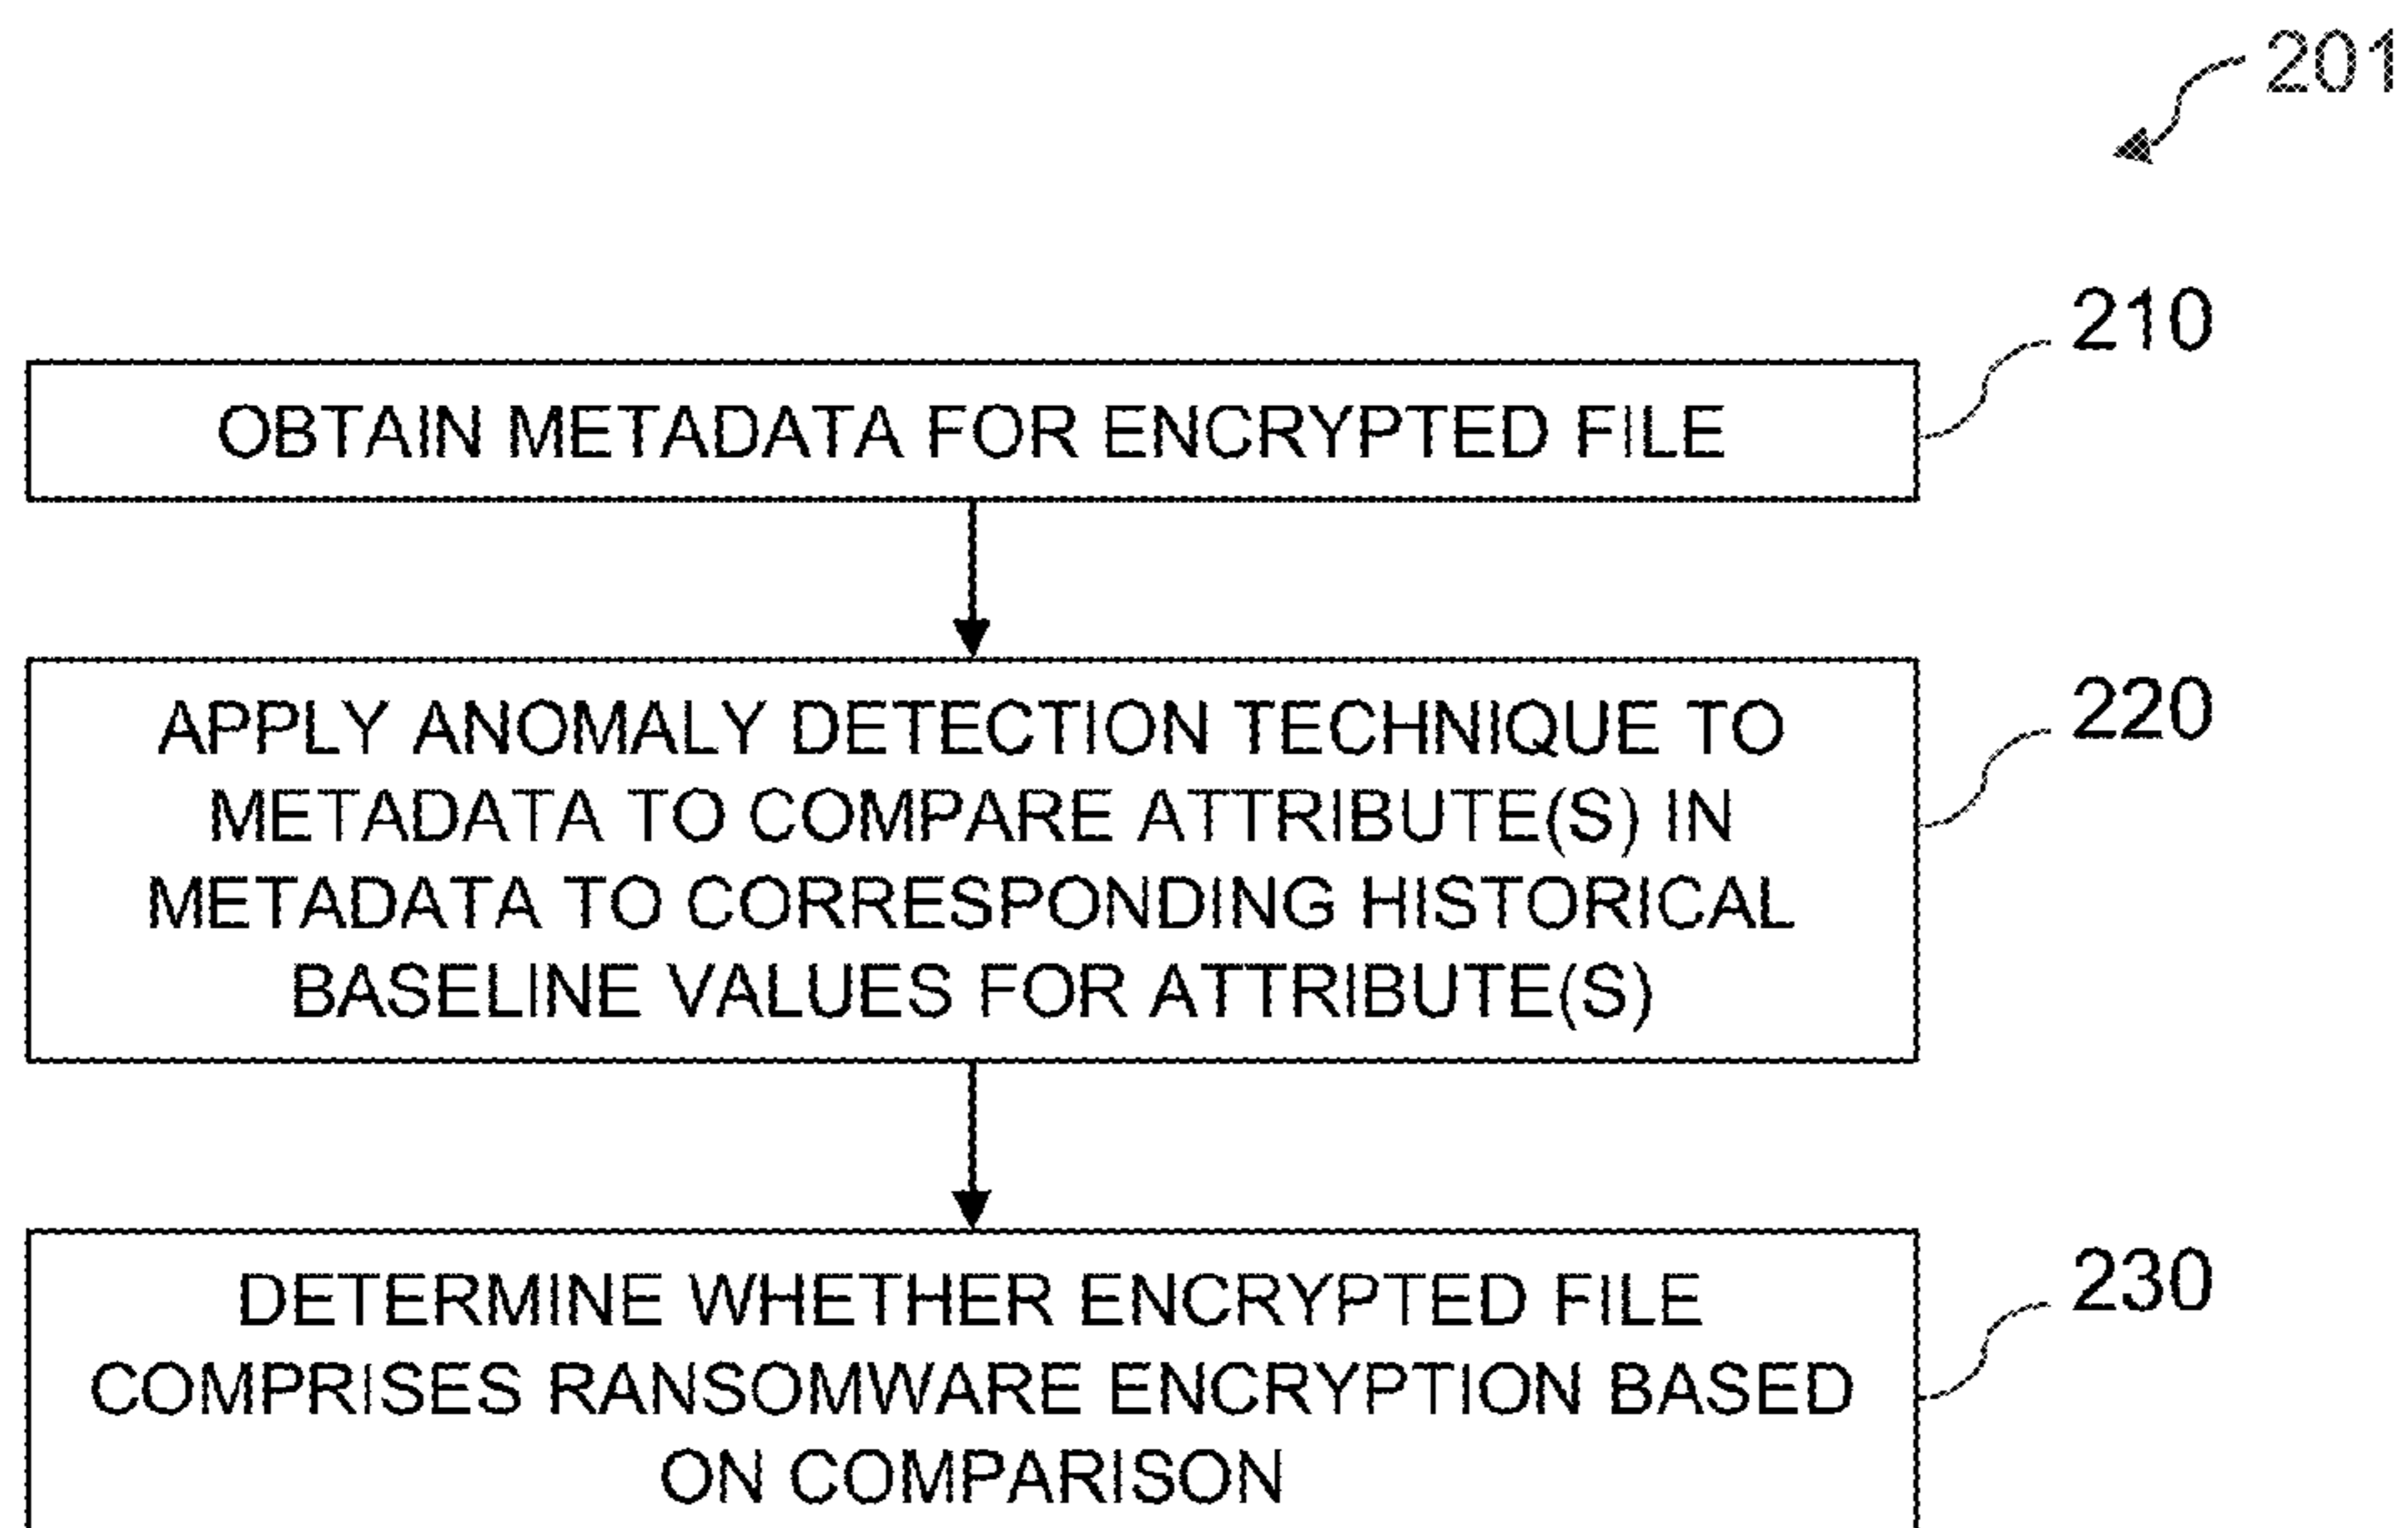 201
210
OBTAIN METADATA FOR ENCRYPTED FILE
220
APPLY ANOMALY DETECTION TECHNIQUE TO
METADATA TO COMPARE ATTRIBUTE(S) IN
METADATA TO CORRESPONDING HISTORICAL
BASELINE VALUES FOR ATTRIBUTE(S)
230
DETERMINE WHETHER ENCRYPTED FILE
COMPRISES RANSOMWARE ENCRYPTION BASED
ON COMPARISON